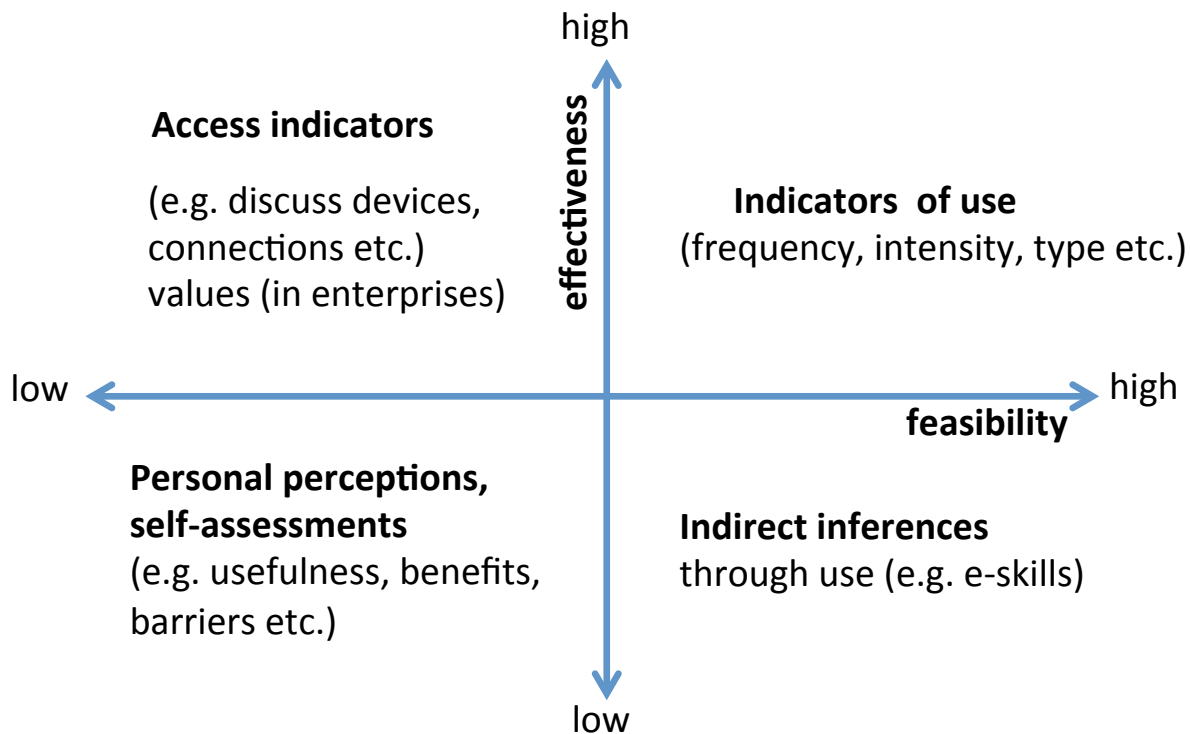 high
effectiveness
Access indicators
(e.g. discuss devices,
connections etc.)
values (in enterprises)
Indicators of use
(frequency, intensity, type etc.)
low
high
feasibility
Personal perceptions,
self-assessments
(e.g. usefulness, benefits,
barriers etc.)
Indirect inferences
through use (e.g. e-skills)
low